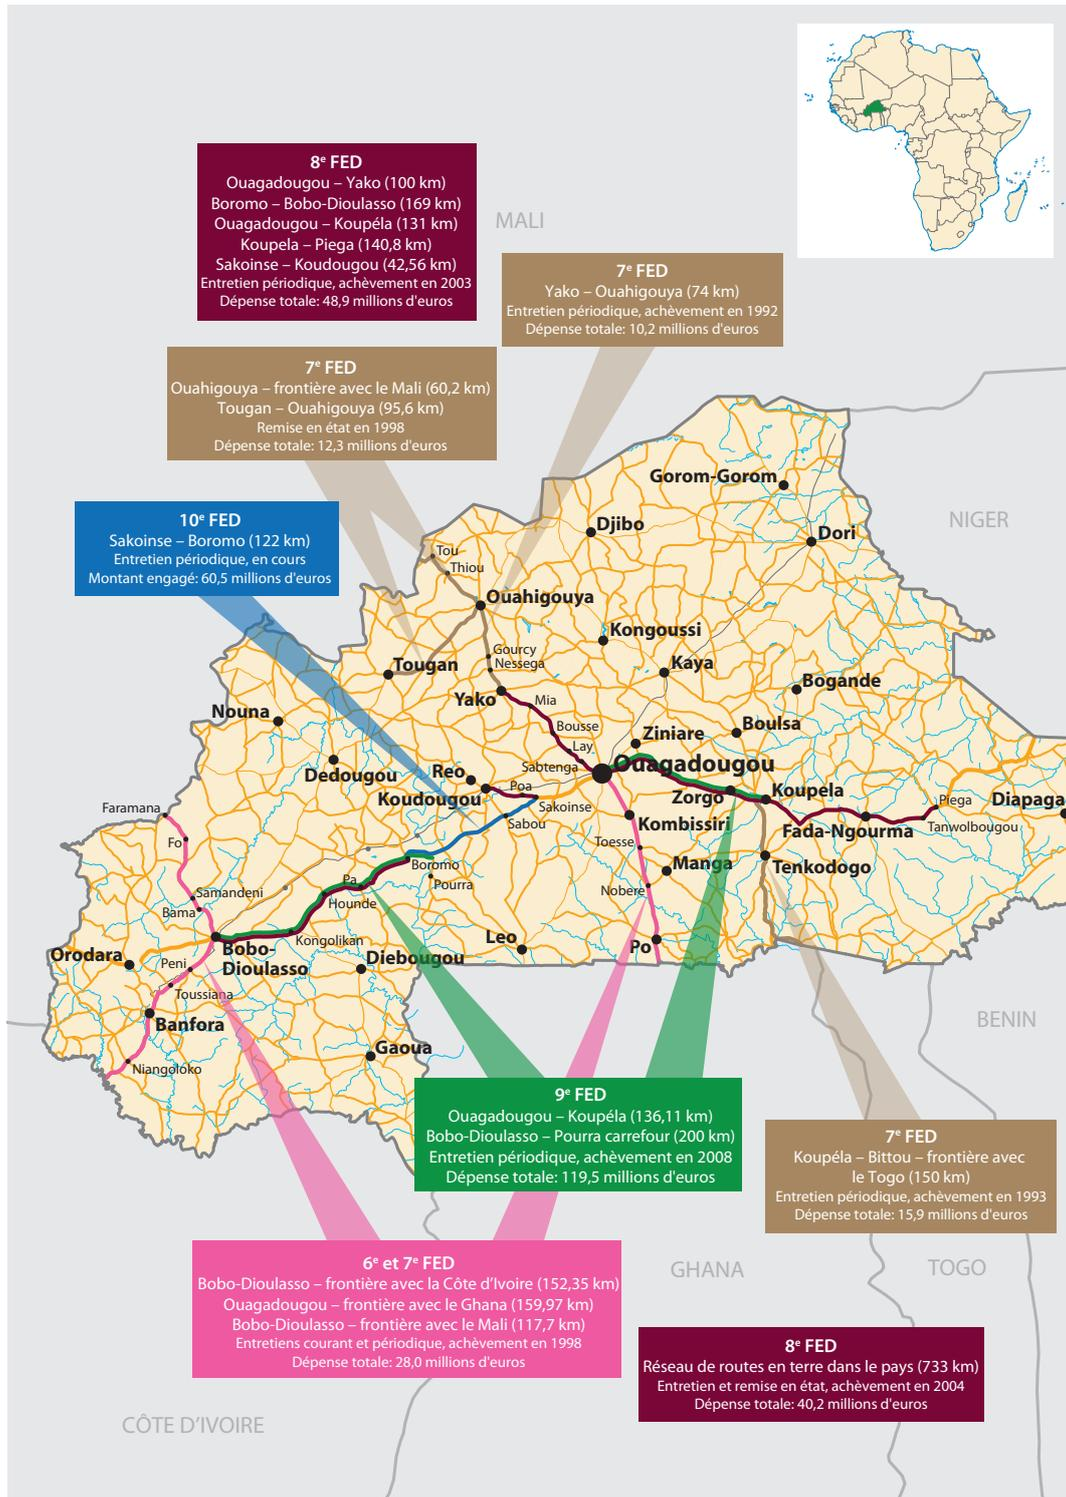 8e FED
Ouagadougou – Yako (100 km)
Boromo – Bobo-Dioulasso (169 km)
Ouagadougou – Koupéla (131 km)
Koupela – Piega (140,8 km)
Sakoinse – Koudougou (42,56 km)
Entretien périodique, achèvement en 2003
Dépense totale: 48,9 millions d'euros
MALI
7e FED
Yako – Ouahigouya (74 km)
Entretien périodique, achèvement en 1992
Dépense totale: 10,2 millions d'euros
7e FED
Ouahigouya – frontière avec le Mali (60,2 km)
Tougan – Ouahigouya (95,6 km)
Remise en état en 1998
Dépense totale: 12,3 millions d'euros
10e FED
Sakoinse – Boromo (122 km)
Entretien périodique, en cours
Montant engagé: 60,5 millions d'euros
Gorom-Gorom
NIGER
Djibo
Dori
Tou
Thiou
Ouahigouya
Kongoussi
Gourcy
Nessega
Tougan
Kaya
Bogande
Yako
Mia
Nouna
Bousse
Boulsa
Ziniare
Lay
Sabtenga
Ouagadougou
Dedougou
Reo
Koudougou
Poa
Sakoinse
Zorgo
Koupela
Piega
Diapaga
Faramana
Sabou
Kombissiri
Fada-Ngourma
Tanwolbougou
Fo
Toesse
Boromo
Manga
Tenkodogo
Pa
Pourra
Samandeni
Nobere
Hounde
Bama
Kongolikan
Leo
Po
Orodara
Bobo-
Dioulasso
Diebougou
Peni
Toussiana
Banfora
BENIN
Gaoua
Niangoloko
9e FED
Ouagadougou – Koupéla (136,11 km)
Bobo-Dioulasso – Pourra carrefour (200 km)
Entretien périodique, achèvement en 2008
Dépense totale: 119,5 millions d'euros
7e FED
Koupéla – Bittou – frontière avec
le Togo (150 km)
Entretien périodique, achèvement en 1993
Dépense totale: 15,9 millions d'euros
6e et 7e FED
Bobo-Dioulasso – frontière avec la Côte d'Ivoire (152,35 km)
Ouagadougou – frontière avec le Ghana (159,97 km)
Bobo-Dioulasso – frontière avec le Mali (117,7 km)
Entretiens courant et périodique, achèvement en 1998
Dépense totale: 28,0 millions d'euros
GHANA
TOGO
8e FED
Réseau de routes en terre dans le pays (733 km)
Entretien et remise en état, achèvement en 2004
Dépense totale: 40,2 millions d'euros
CÔTE D'IVOIRE